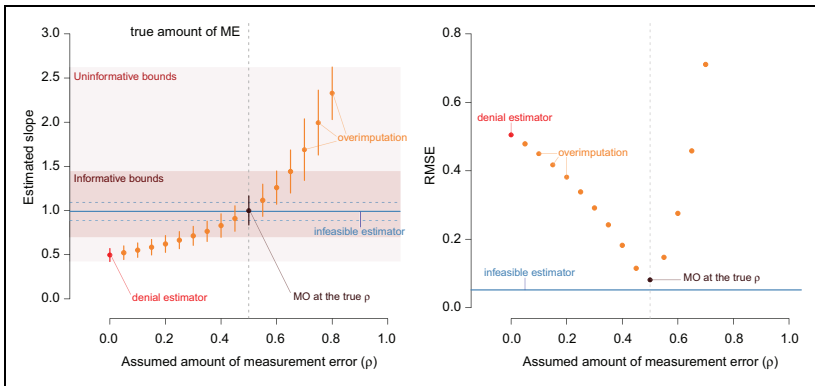 true amount of ME
3.0
2.5
2.0
1.5
1.0
0.5
0.0
Estimated slope
Uninformative bounds
overimputation
Informative bounds
infeasible estimator
denial estimator
MO at the true ρ
0.0 0.2 0.4 0.6 0.8 1.0
Assumed amount of measurement error (ρ)
0.8
0.6
0.4
0.2
0.0
RMSE
denial estimator
overimputation
infeasible estimator
MO at the true ρ
0.0 0.2 0.4 0.6 0.8 1.0
Assumed amount of measurement error (ρ)